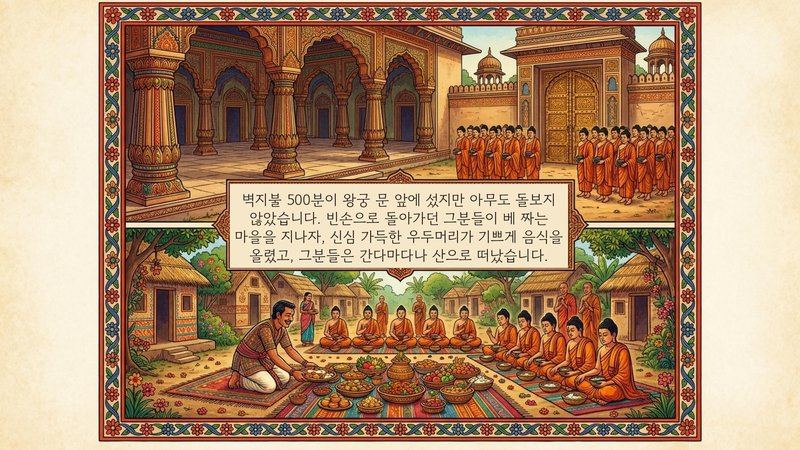 벽지불 500분이 왕궁 문 앞에 섰지만 아무도 돌보지
않았습니다. 빈손으로 돌아가던 그분들이 베 짜는
마을을 지나자, 신심 가득한 우두머리가 기쁘게 음식을
올렸고, 그분들은 간다마다나 산으로 떠났습니다.